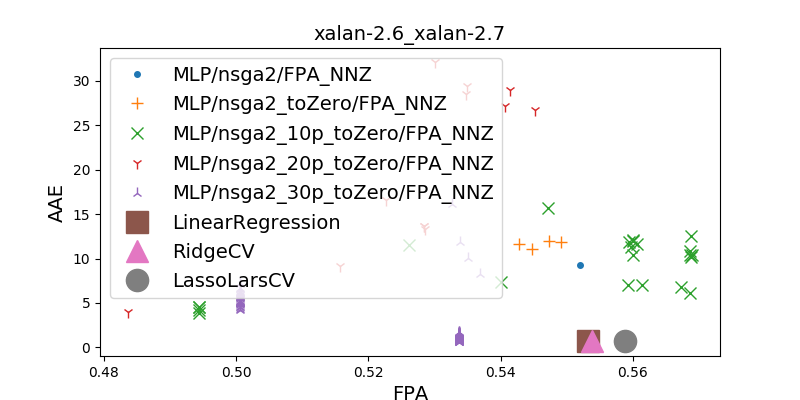 xalan-2.6_xalan-2.7
AAE
30
25
20
15
10
5
0
MLP/nsga2/FPA_NNZ
MLP/nsga2_toZero/FPA_NNZ
MLP/nsga2_10p_toZero/FPA_NNZ
MLP/nsga2_20p_toZero/FPA_NNZ
MLP/nsga2_30p_toZero/FPA_NNZ
LinearRegression
RidgeCV
LassoLarsCV
0.48 0.50 0.52 0.54 0.56
FPA